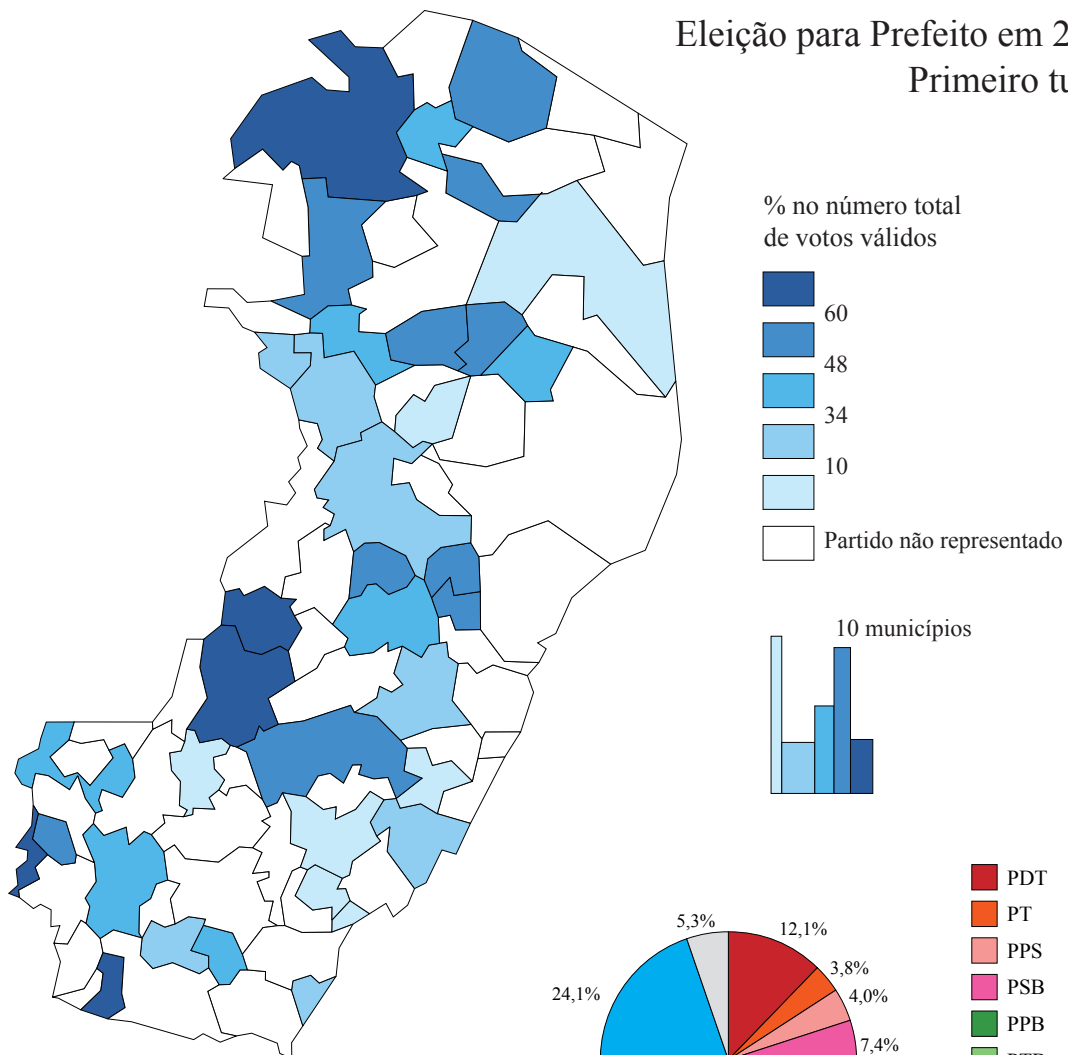 Eleição para Prefeito em 2
Primeiro tu
% no número total
de votos válidos
60
48
34
10
Partido não representado
10 municípios
5,3%
12,1%
3,8%
4,0%
7,4%
24,1%
PDT
PT
PPS
PSB
PPB